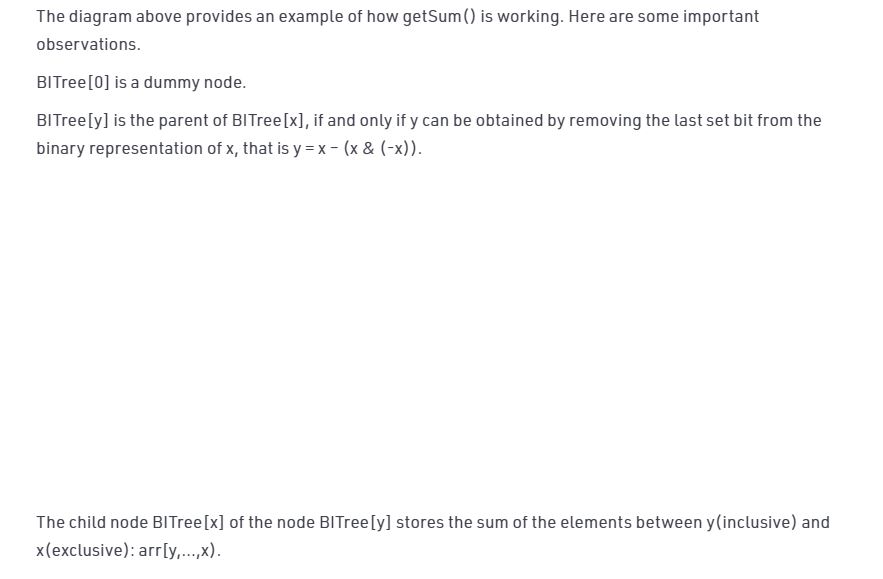 The diagram above provides an example of how getSum() is working. Here are some important
observations.
BITree[0] is a dummy node.
BITree[y] is the parent of BITree[x], if and only if y can be obtained by removing the last set bit from the
binary representation of x, that is y = x – (x & (-x)).
The child node BITree[x] of the node BITree[y] stores the sum of the elements between y(inclusive) and
x(exclusive): arr[y,…,x).